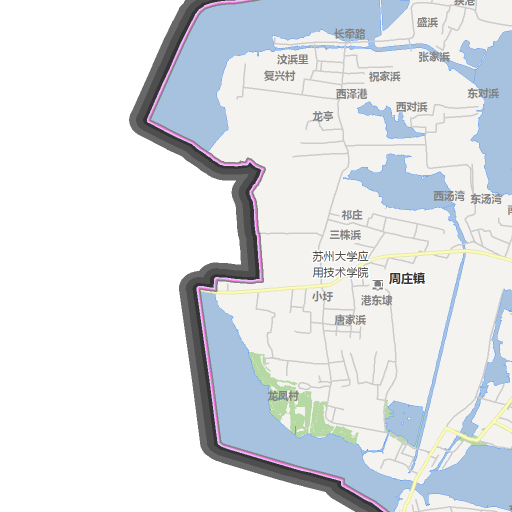 盛浜
长牵路
张家浜
汶浜里
复兴村
祝家浜
西泽港
东对浜
西对浜
龙亭
西汤湾
东汤湾
祁庄
三株浜
苏州大学应
用技术学院
周庄镇
小圩
港东埭
唐家浜
龙凤村